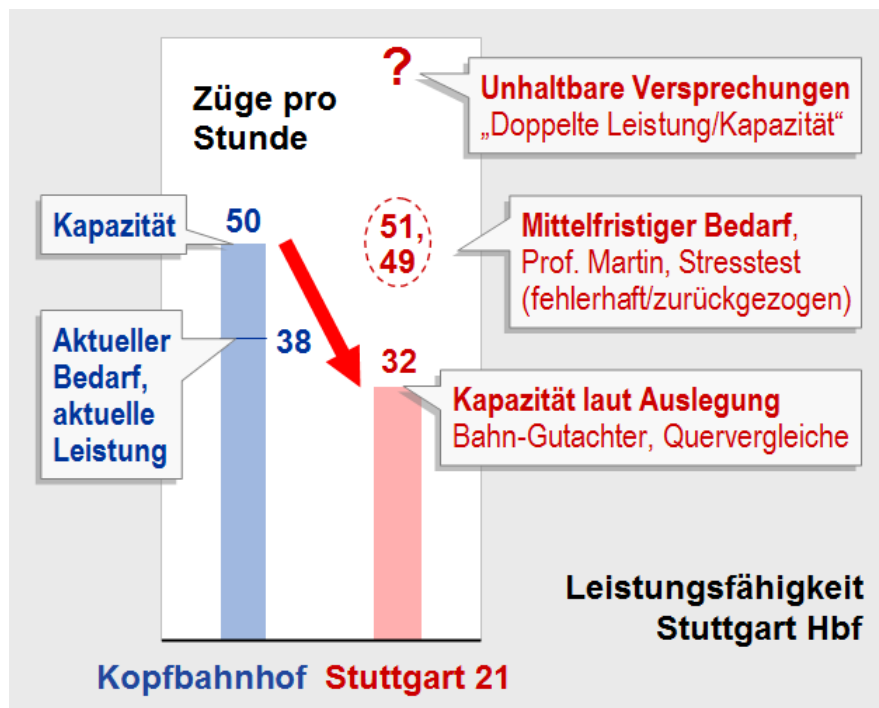 ?
Züge pro
Stunde
Unhaltbare Versprechungen
„Doppelte Leistung/Kapazität“
Kapazität
50
51,
49
Mittelfristiger Bedarf,
Prof. Martin, Stresstest
(fehlerhaft/zurückgezogen)
Aktueller
Bedarf,
aktuelle
Leistung
38
32
Kapazität laut Auslegung
Bahn-Gutachter, Quervergleiche
Leistungsfähigkeit
Stuttgart Hbf
Kopfbahnhof Stuttgart 21